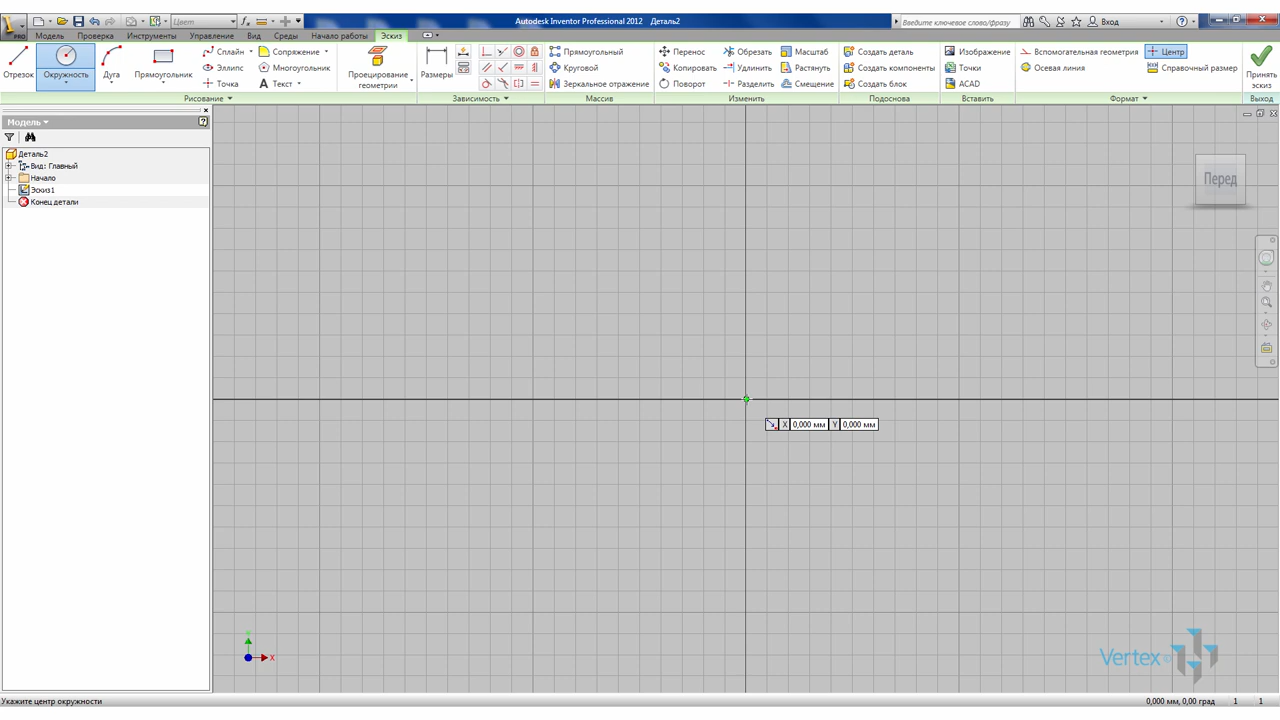 Цвет
Autodesk Inventor Professional 2012 Деталь2
Введите ключевое слово/фразу
Вход
PRO
Модель
Проверка
Инструменты
Управление
Вид
Среды
Начало работы
Эскиз
Отрезок
Окружность
Дуга
Прямоугольник
Сплайн
Эллипс
Точка
Сопряжение
Многоугольник
Текст
Проецирование геометрии
Размеры
Прямоугольный
Круговой
Зеркальное отражение
Перенос
Копировать
Поворот
Обрезать
Удлинить
Разделить
Масштаб
Растянуть
Смещение
Создать деталь
Создать компоненты
Создать блок
Изображение
Точки
ACAD
Вспомогательная геометрия
Осевая линия
Центр
Справочный размер
Принять эскиз
Рисование
Зависимость
Массив
Изменить
Подоснова
Вставить
Формат
Выход
Модель
Деталь2
Вид: Главный
Начало
Эскиз1
Конец детали
Перед
X 0,000 мм Y 0,000 мм
X
Vertex
Укажите центр окружности
0,000 мм, 0,00 град 1 1